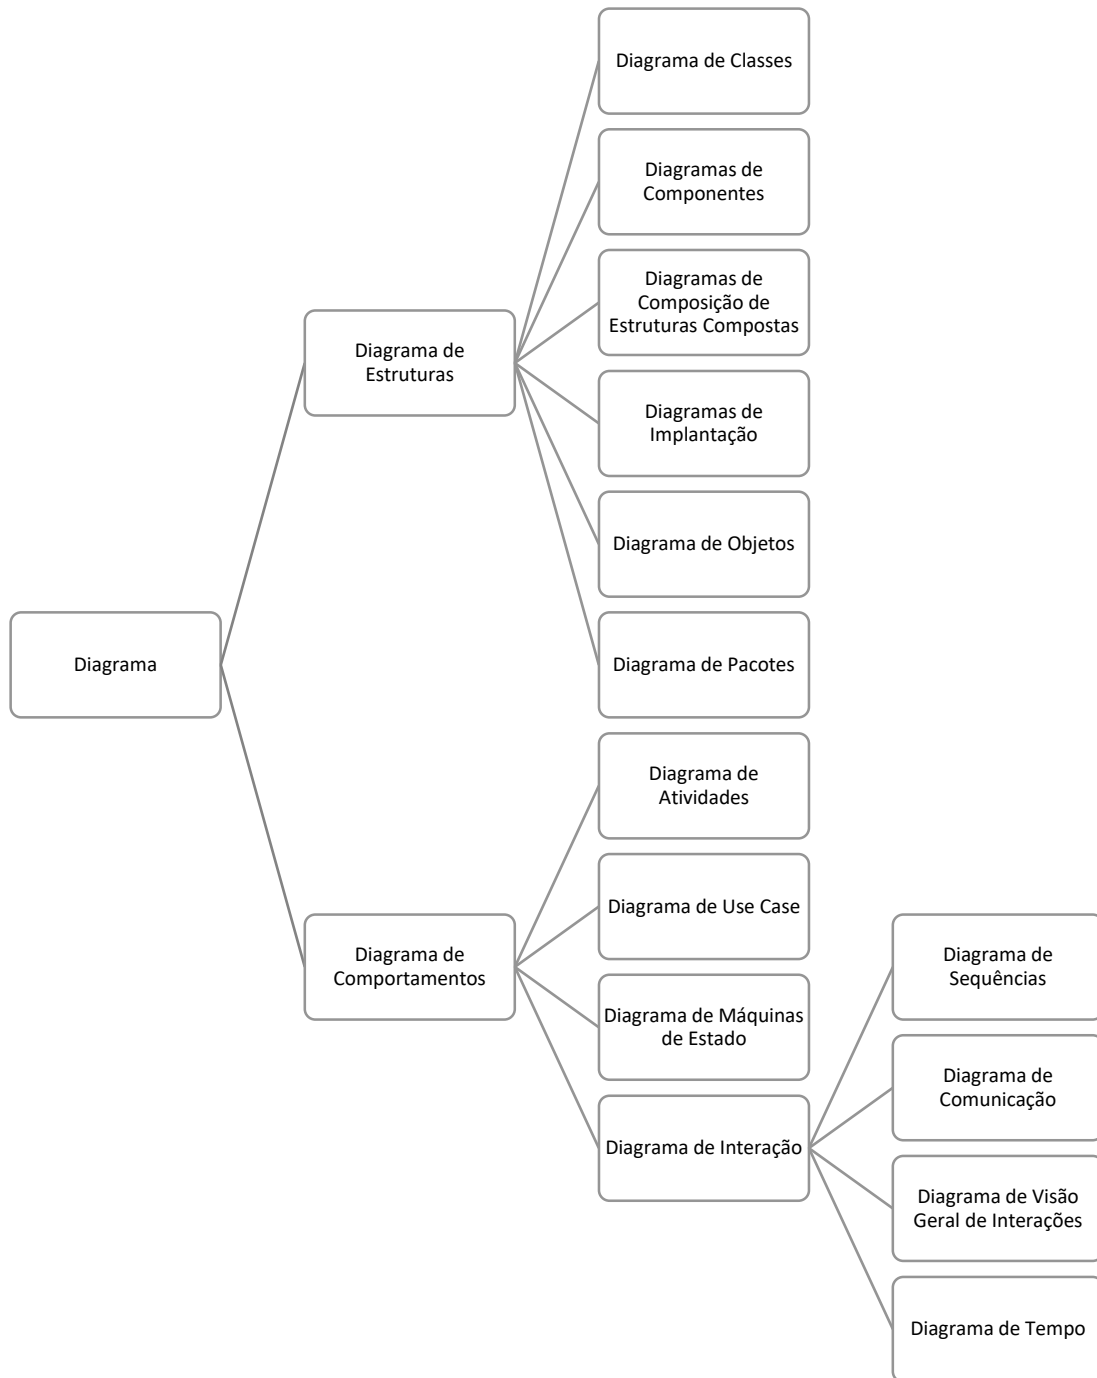 Diagrama de Classes
Diagramas de
Componentes
Diagramas de
Composição de
Estruturas Compostas
Diagrama de
Estruturas
Diagramas de
Implantação
Diagrama de Objetos
Diagrama
Diagrama de Pacotes
Diagrama de
Atividades
Diagrama de Use Case
Diagrama de
Comportamentos
Diagrama de
Sequências
Diagrama de Máquinas
de Estado
Diagrama de
Comunicação
Diagrama de Interação
Diagrama de Visão
Geral de Interações
Diagrama de Tempo